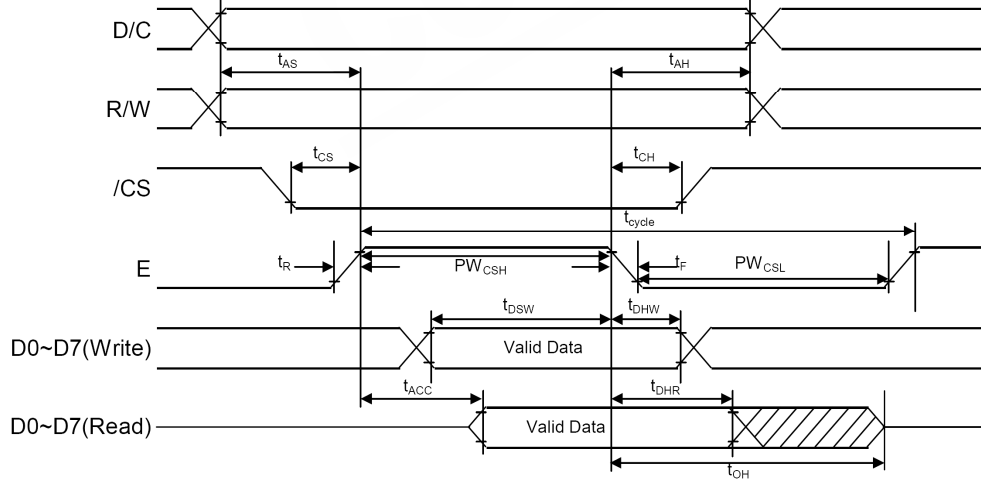 D/C
tAS
tAH
R/W
tCS
tCH
/CS
tcycle
E
tR
PWCSH
tF
PWCSL
tDSW
tDHW
D0~D7(Write)
Valid Data
tACC
tDHR
D0~D7(Read)
Valid Data
tOH